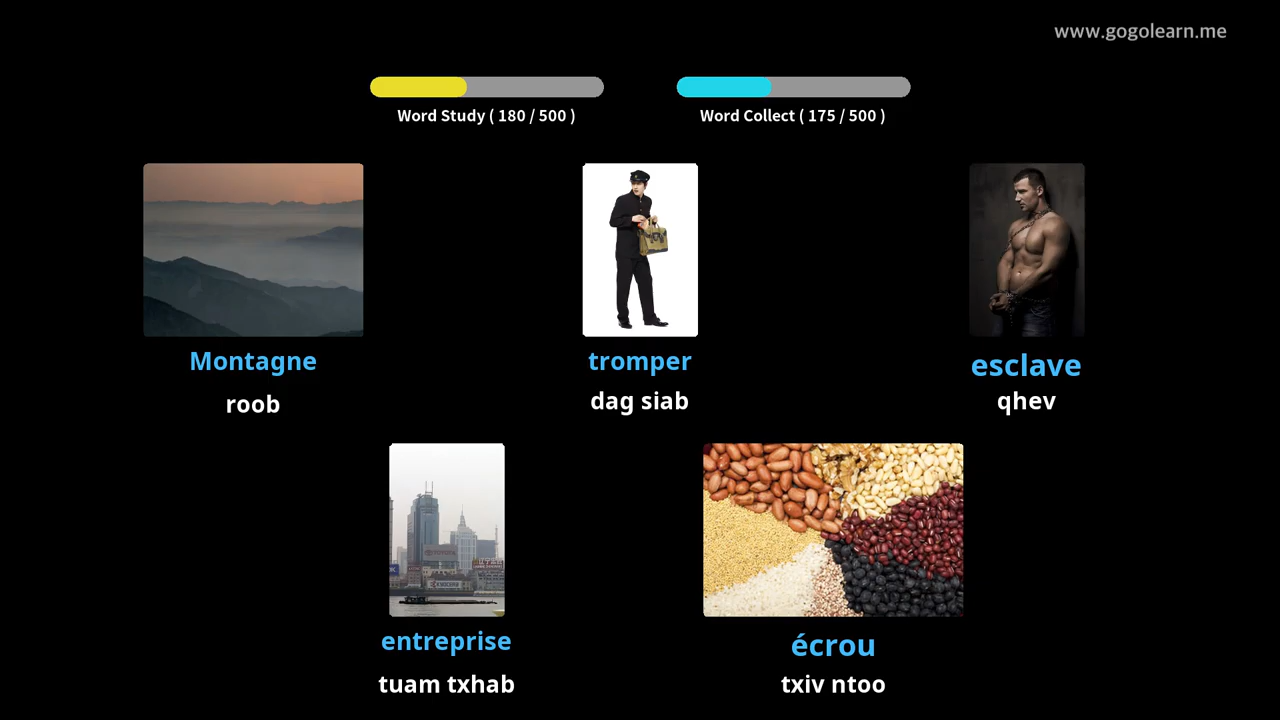 www.gogolearn.me
Word Study ( 180 / 500 )
Word Collect ( 175 / 500 )
Montagne
roob
tromper
dag siab
esclave
qhev
entreprise
tuam txhab
écrou
txiv ntoo